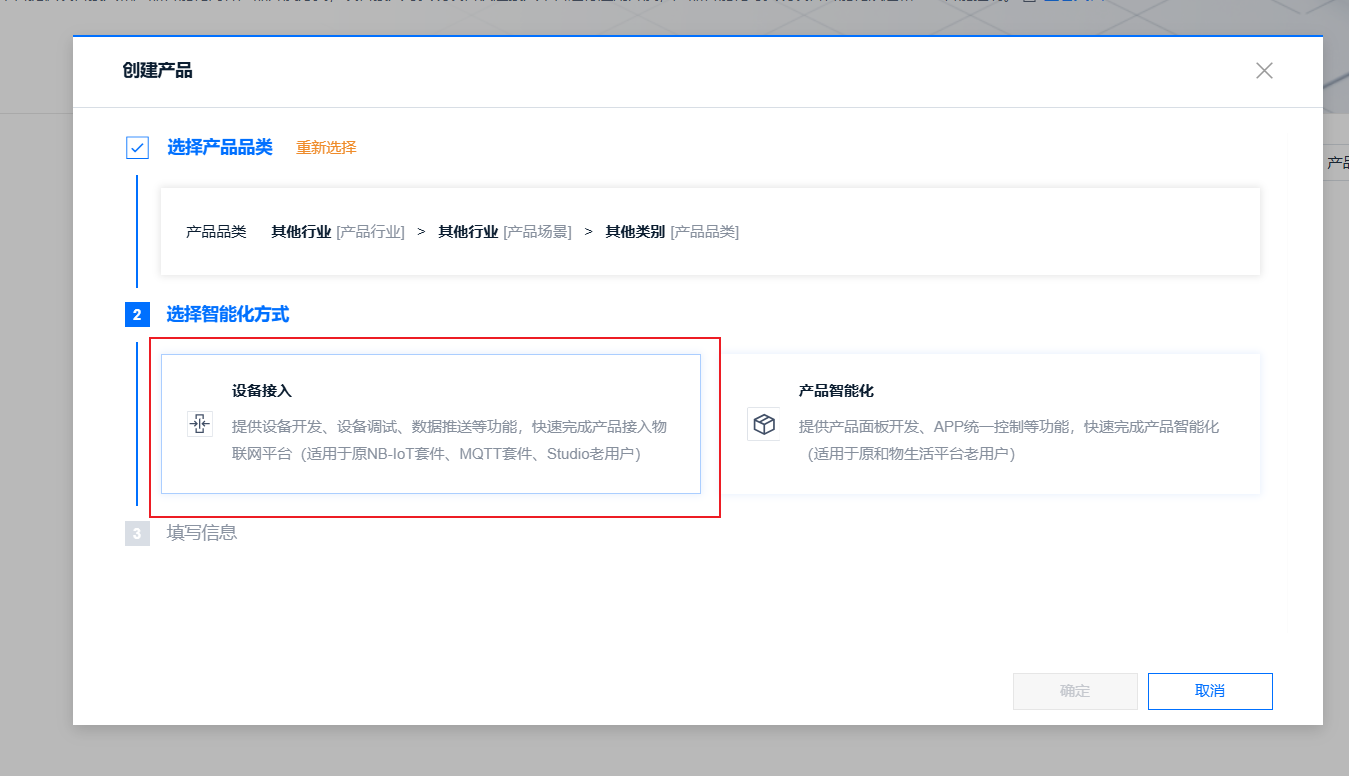 创建产品
选择产品品类 重新选择
产品
产品品类 其他行业 [产品行业] > 其他行业 [产品场景] > 其他类别 [产品品类]
2 选择智能化方式
设备接入
提供设备开发、设备调试、数据推送等功能，快速完成产品接入物
联网平台（适用于原NB-IoT套件、MQTT套件、Studio老用户）
产品智能化
提供产品面板开发、APP统一控制等功能，快速完成产品智能化
（适用于原和物生活平台老用户）
3 填写信息
确定 取消